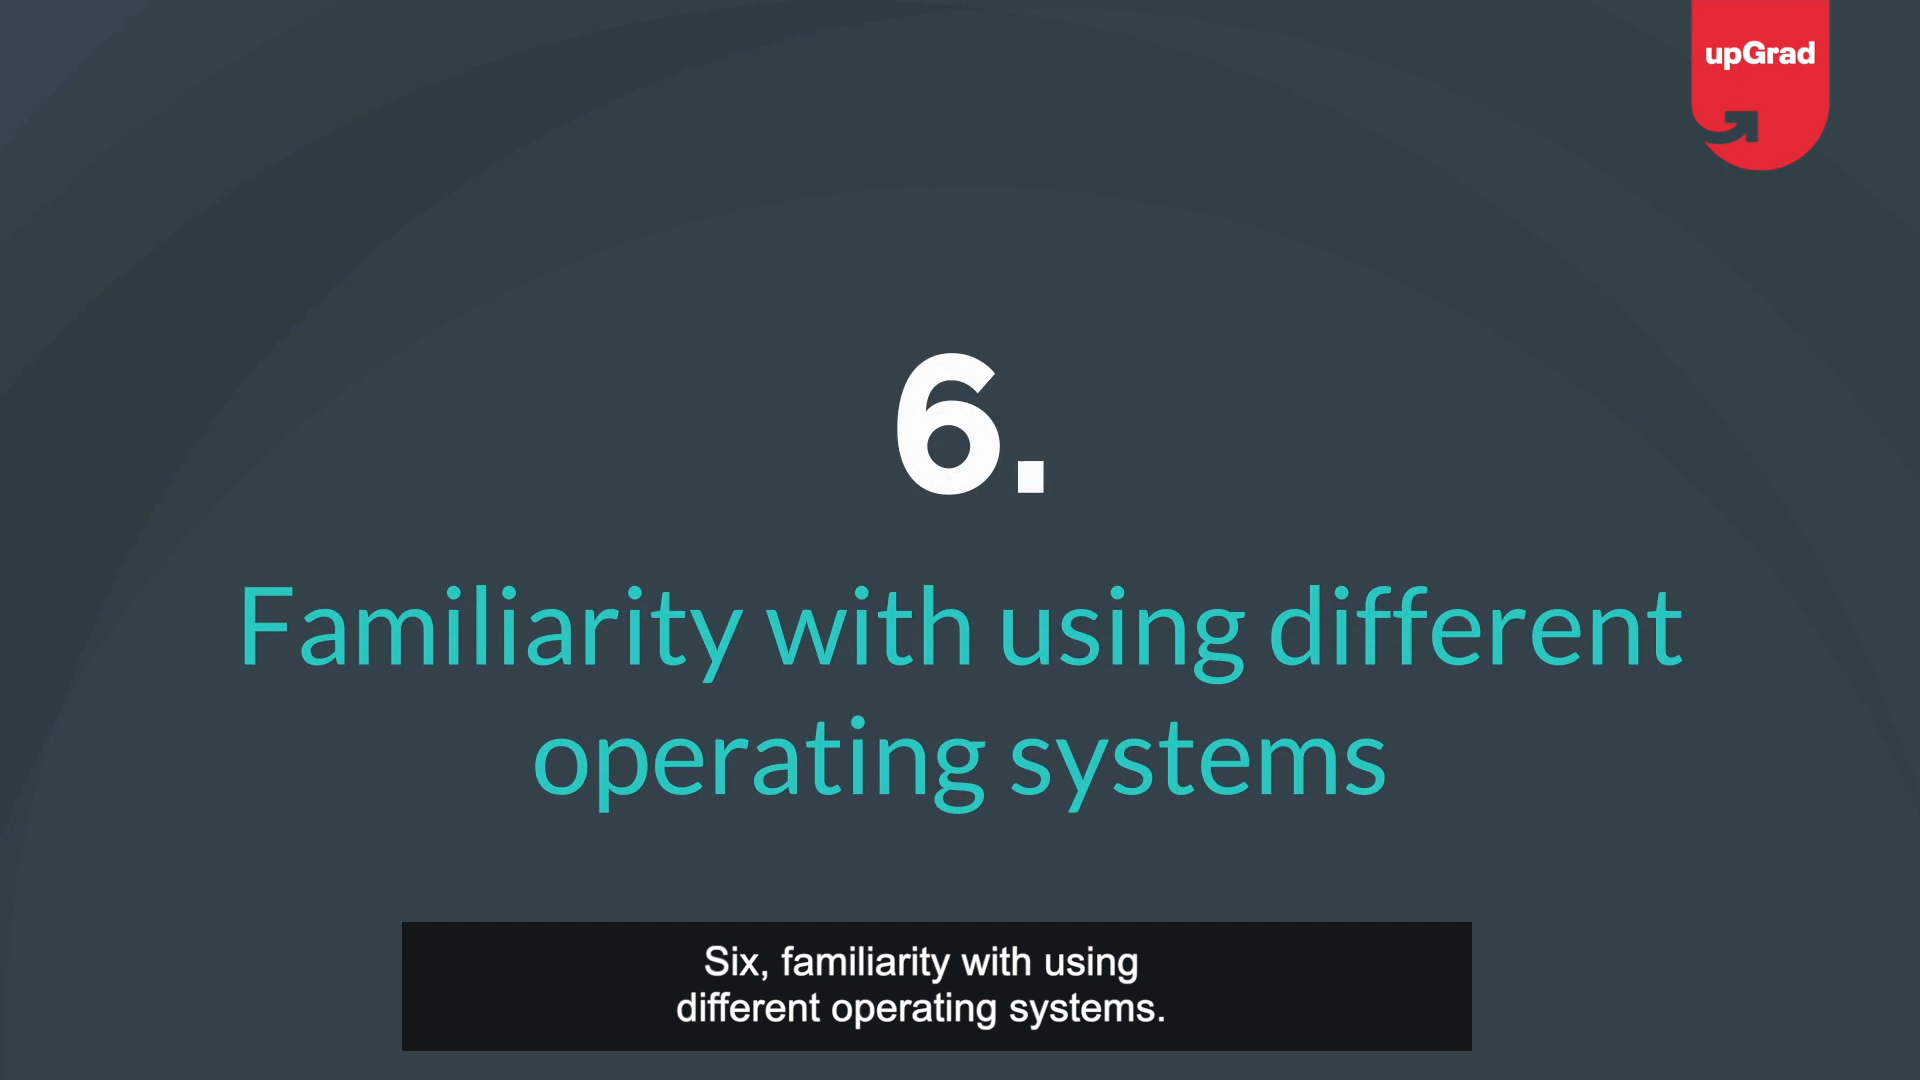 upGrad
6.
Familiarity with using different
operating systems
Six, familiarity with using
different operating systems.